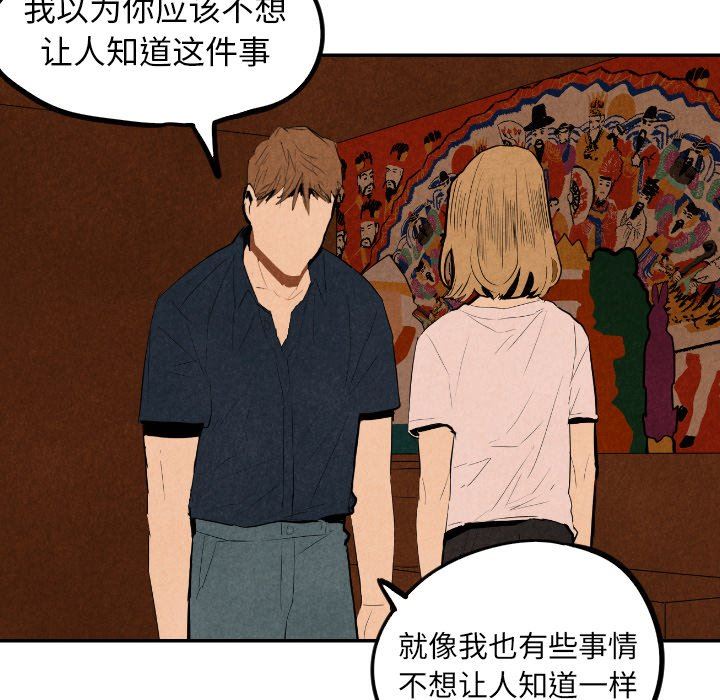 我以为你应该不想
让人知道这件事
就像我也有些事情
不想让人知道一样